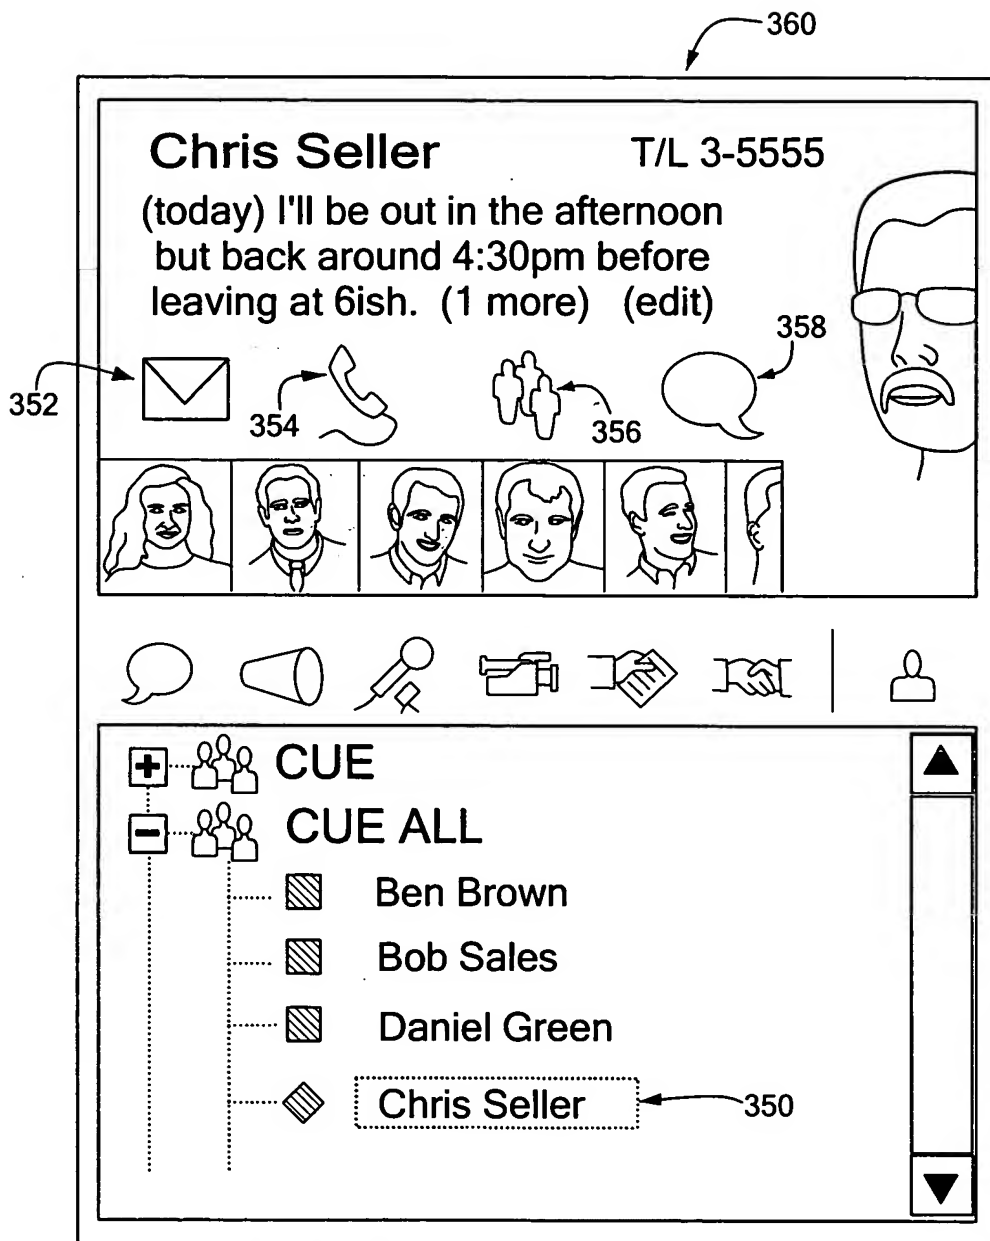 360
Chris Seller T/L 3-5555
(today) I'll be out in the afternoon
but back around 4:30pm before
leaving at 6ish. (1 more) (edit)
358
352
354
356
CUE
CUE ALL
Ben Brown
Bob Sales
Daniel Green
Chris Seller
350